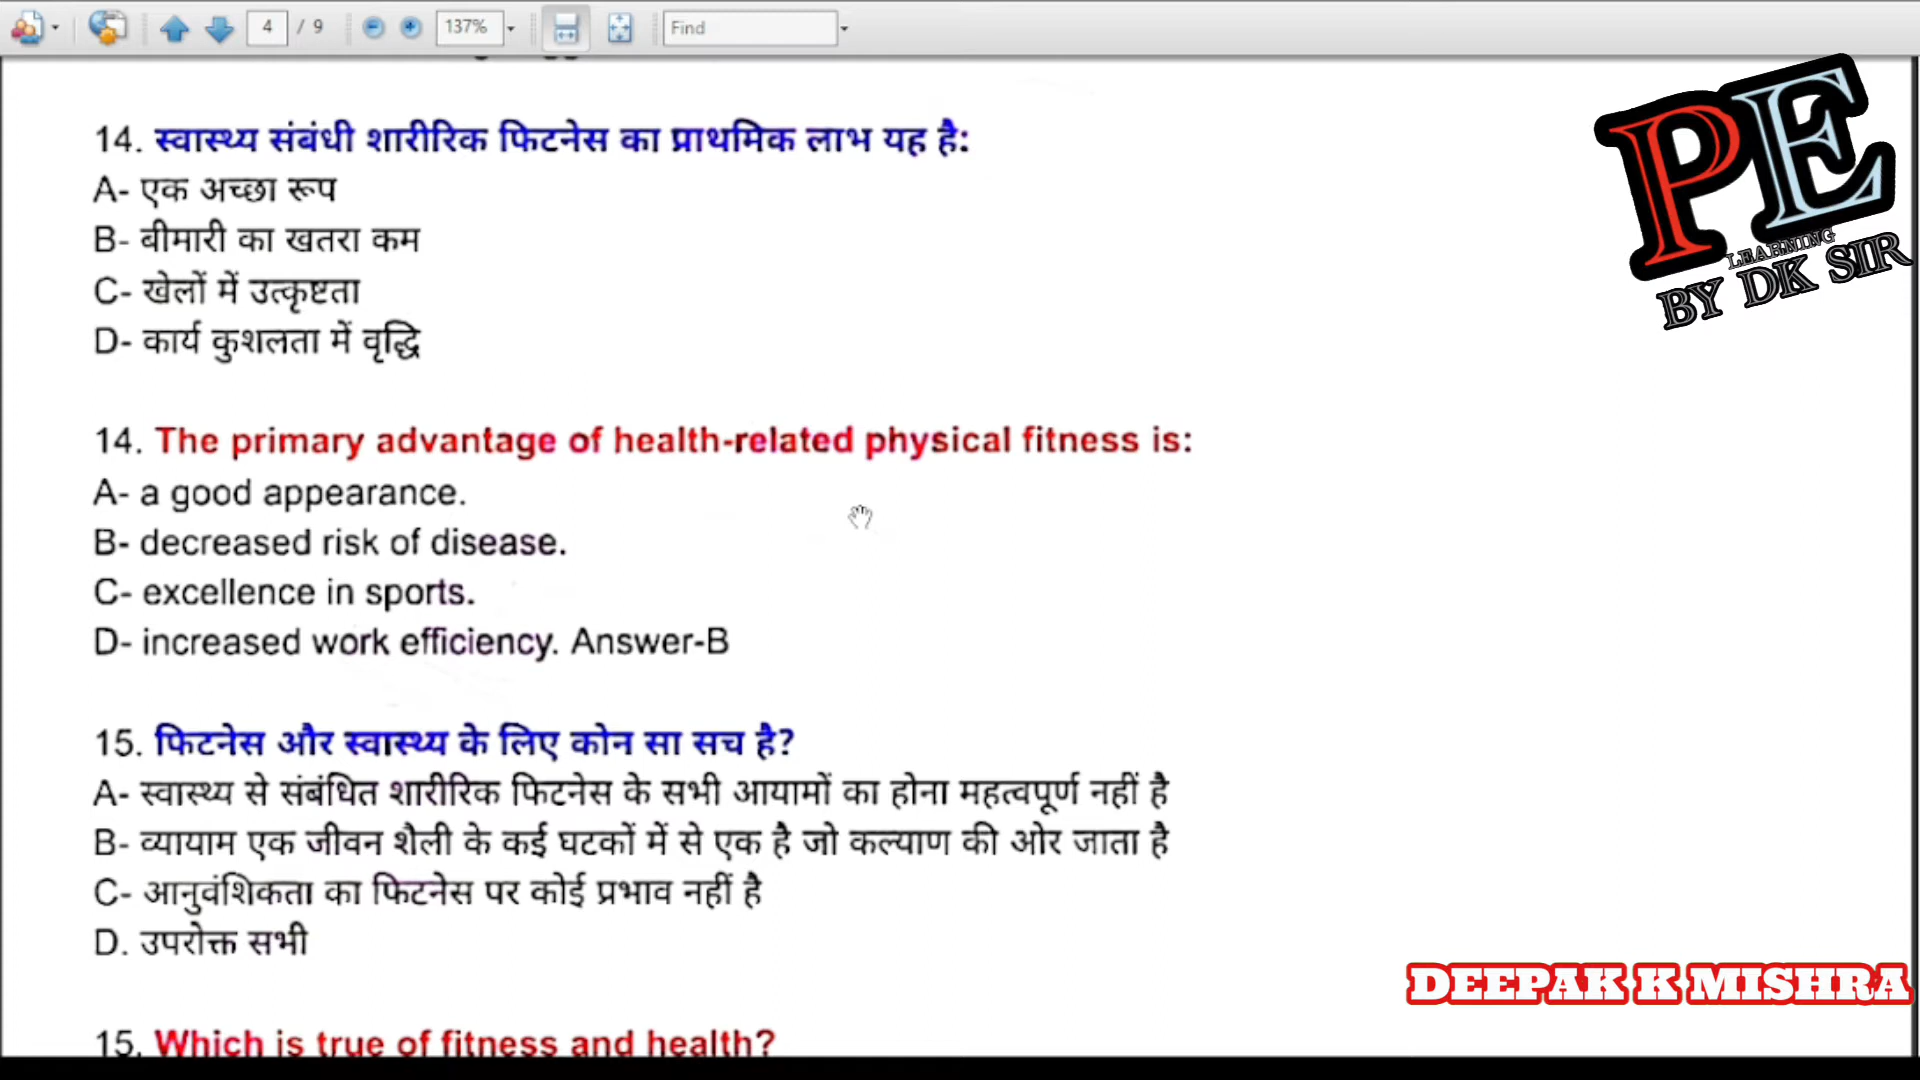 4 / 9
137%
Find
14. स्वास्थ्य संबंधी शारीरिक फिटनेस का प्राथमिक लाभ यह है:
A- एक अच्छा रूप
B- बीमारी का खतरा कम
C- खेलों में उत्कृष्टता
D- कार्य कुशलता में वृद्धि
PE
LEARNING
BY DK SIR
14. The primary advantage of health-related physical fitness is:
A- a good appearance.
B- decreased risk of disease.
C- excellence in sports.
D- increased work efficiency. Answer-B
15. फिटनेस और स्वास्थ्य के लिए कोन सा सच है?
A- स्वास्थ्य से संबंधित शारीरिक फिटनेस के सभी आयामों का होना महत्वपूर्ण नहीं है
B- व्यायाम एक जीवन शैली के कई घटकों में से एक है जो कल्याण की ओर जाता है
C- आनुवंशिकता का फिटनेस पर कोई प्रभाव नहीं है
D. उपरोक्त सभी
DEEPAK K MISHRA
15. Which is true of fitness and health?